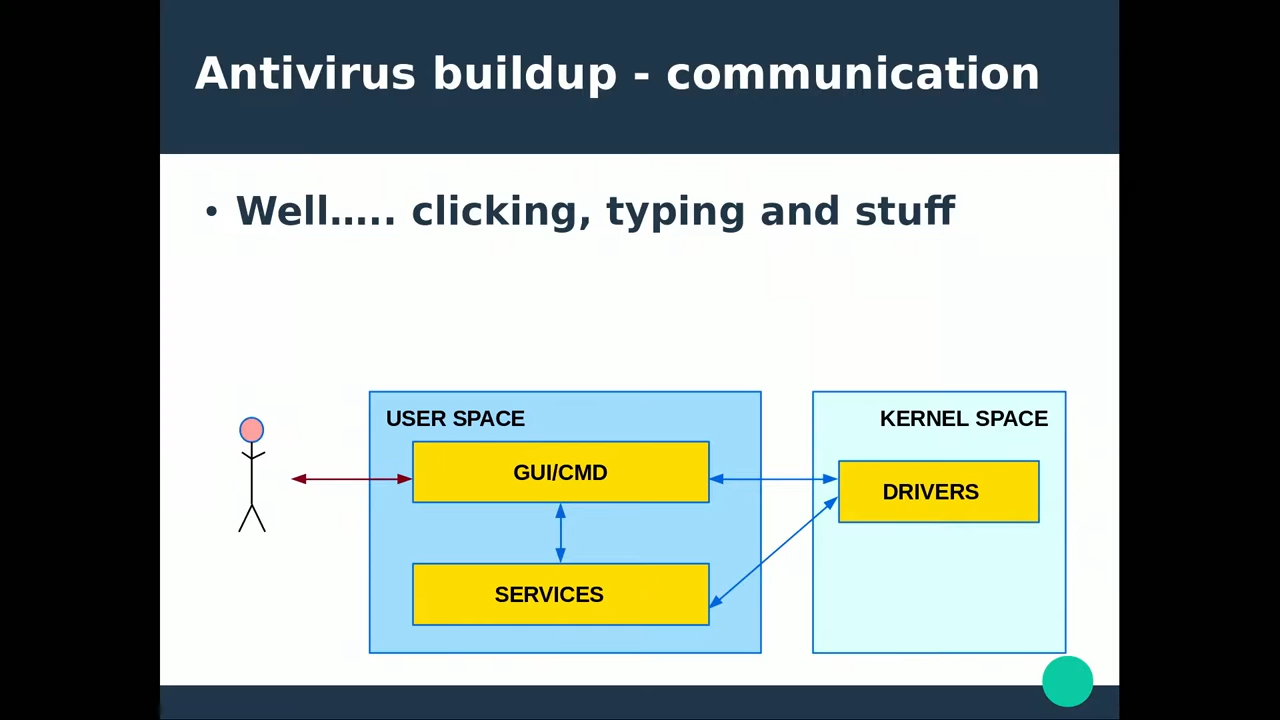 Antivirus buildup - communication
• Well….. clicking, typing and stuff
USER SPACE
KERNEL SPACE
GUI/CMD
DRIVERS
SERVICES